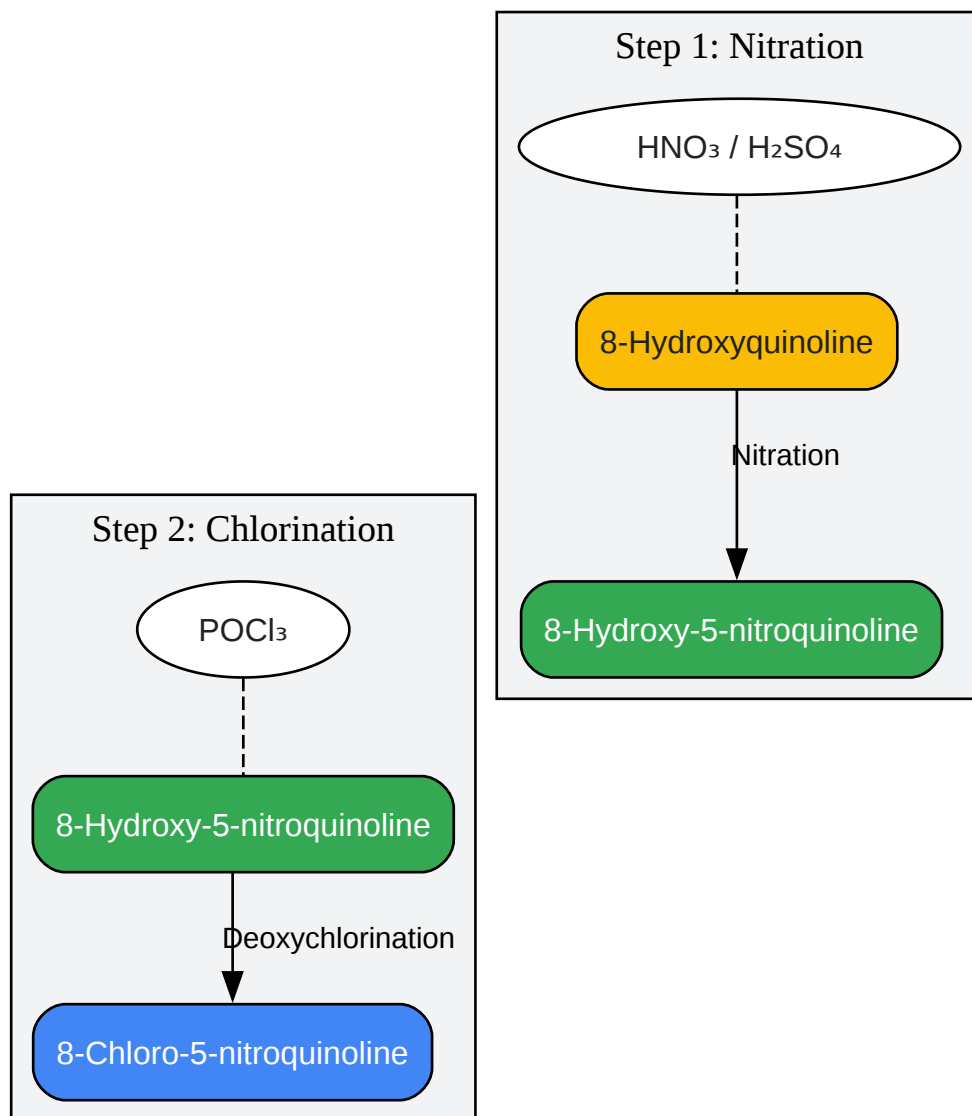 Step 1: Nitration
HNO₃ / H₂SO₄
8-Hydroxyquinoline
Nitration
8-Hydroxy-5-nitroquinoline
Step 2: Chlorination
POCl₃
8-Hydroxy-5-nitroquinoline
Deoxychlorination
8-Chloro-5-nitroquinoline